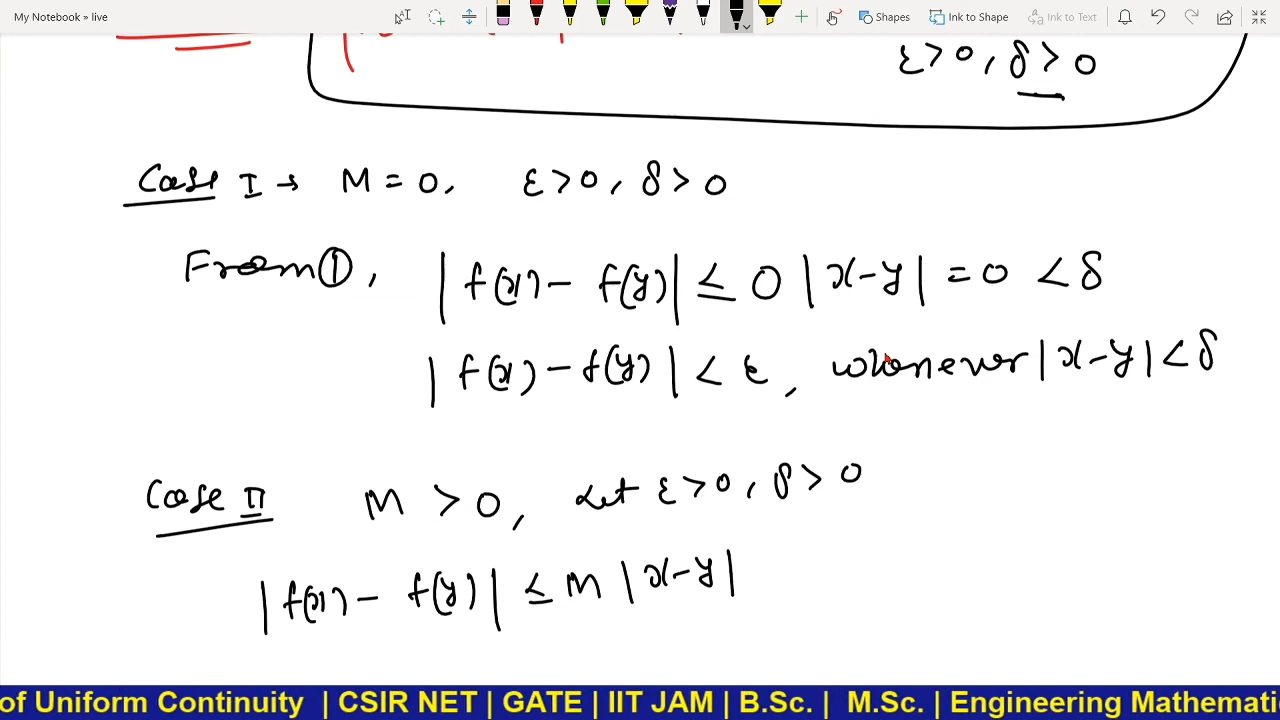 My Notebook » live
Shapes
Ink to Shape
Ink to Text
ε > 0, δ > 0
Case I → M = 0, ε > 0, δ > 0
From ①, |f(x) - f(y)| ≤ 0 |x-y| = 0 < δ
|f(x) - f(y)| < ε, whenever |x-y| < δ
Case II M > 0, Let ε > 0, δ > 0
|f(x) - f(y)| ≤ M |x-y|
of Uniform Continuity | CSIR NET | GATE | IIT JAM | B.Sc. | M.Sc. | Engineering Mathemati